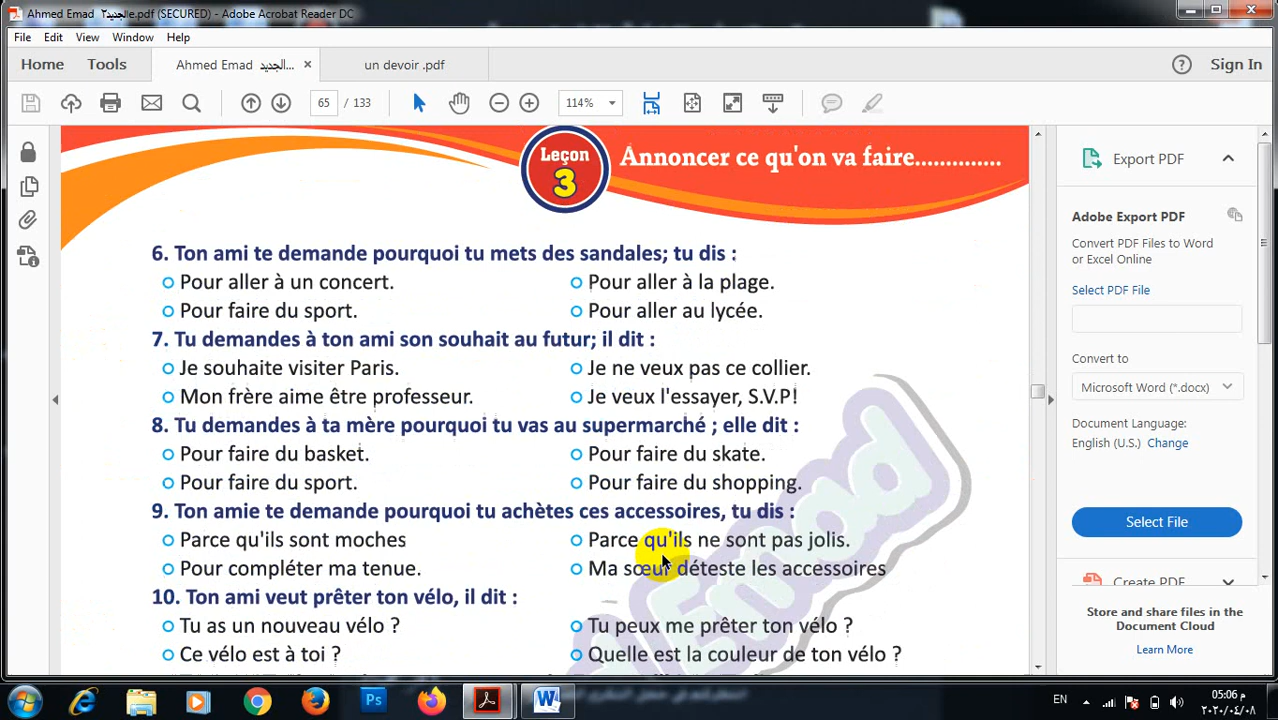 Ahmed Emad الجديد٢.pdf (SECURED) - Adobe Acrobat Reader DC
File Edit View Window Help
Home Tools Ahmed Emad الجديد... × un devoir .pdf Sign In
65 / 133 114%
Leçon
3
Annoncer ce qu'on va faire..............
6. Ton ami te demande pourquoi tu mets des sandales; tu dis :
Pour aller à un concert. Pour aller à la plage.
Pour faire du sport. Pour aller au lycée.
7. Tu demandes à ton ami son souhait au futur; il dit :
Je souhaite visiter Paris. Je ne veux pas ce collier.
Mon frère aime être professeur. Je veux l'essayer, S.V.P!
8. Tu demandes à ta mère pourquoi tu vas au supermarché ; elle dit :
Pour faire du basket. Pour faire du skate.
Pour faire du sport. Pour faire du shopping.
9. Ton amie te demande pourquoi tu achètes ces accessoires, tu dis :
Parce qu'ils sont moches Parce qu'ils ne sont pas jolis.
Pour compléter ma tenue. Ma sœur déteste les accessoires
10. Ton ami veut prêter ton vélo, il dit :
Tu as un nouveau vélo ? Tu peux me prêter ton vélo ?
Ce vélo est à toi ? Quelle est la couleur de ton vélo ?
Emad
Export PDF
Adobe Export PDF
Convert PDF Files to Word
or Excel Online
Select PDF File
Convert to
Microsoft Word (*.docx)
Document Language:
English (U.S.) Change
Select File
Create PDF
Store and share files in the
Document Cloud
Learn More
EN
05:06 م
٢٠٢٠/٠٤/٠٨